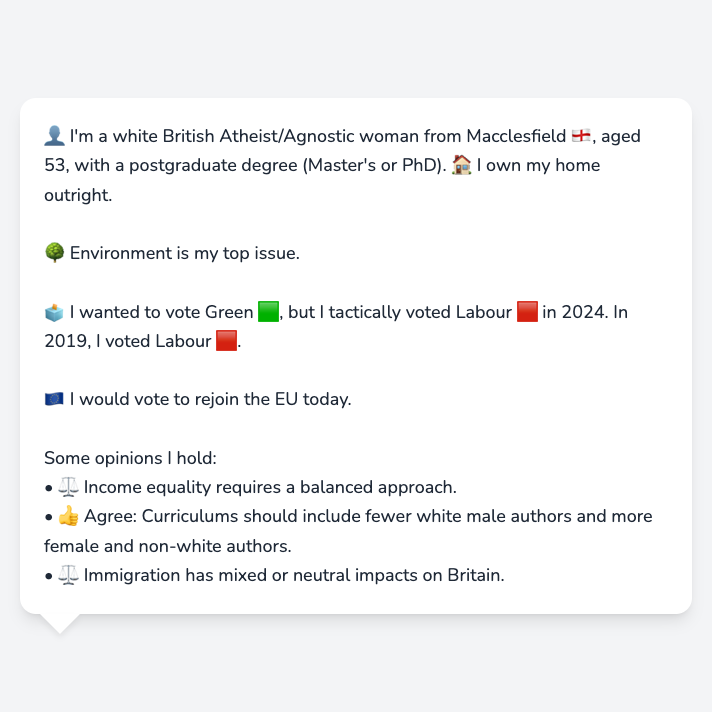 👤 I'm a white British Atheist/Agnostic woman from Macclesfield 🏴󠁧󠁢󠁥󠁮󠁧󠁿, aged
53, with a postgraduate degree (Master's or PhD). 🏠 I own my home
outright.
🌳 Environment is my top issue.
🗳️ I wanted to vote Green 🟩, but I tactically voted Labour 🟥 in 2024. In
2019, I voted Labour 🟥.
🇪🇺 I would vote to rejoin the EU today.
Some opinions I hold:
• ⚖️ Income equality requires a balanced approach.
• 👍 Agree: Curriculums should include fewer white male authors and more
female and non-white authors.
• ⚖️ Immigration has mixed or neutral impacts on Britain.